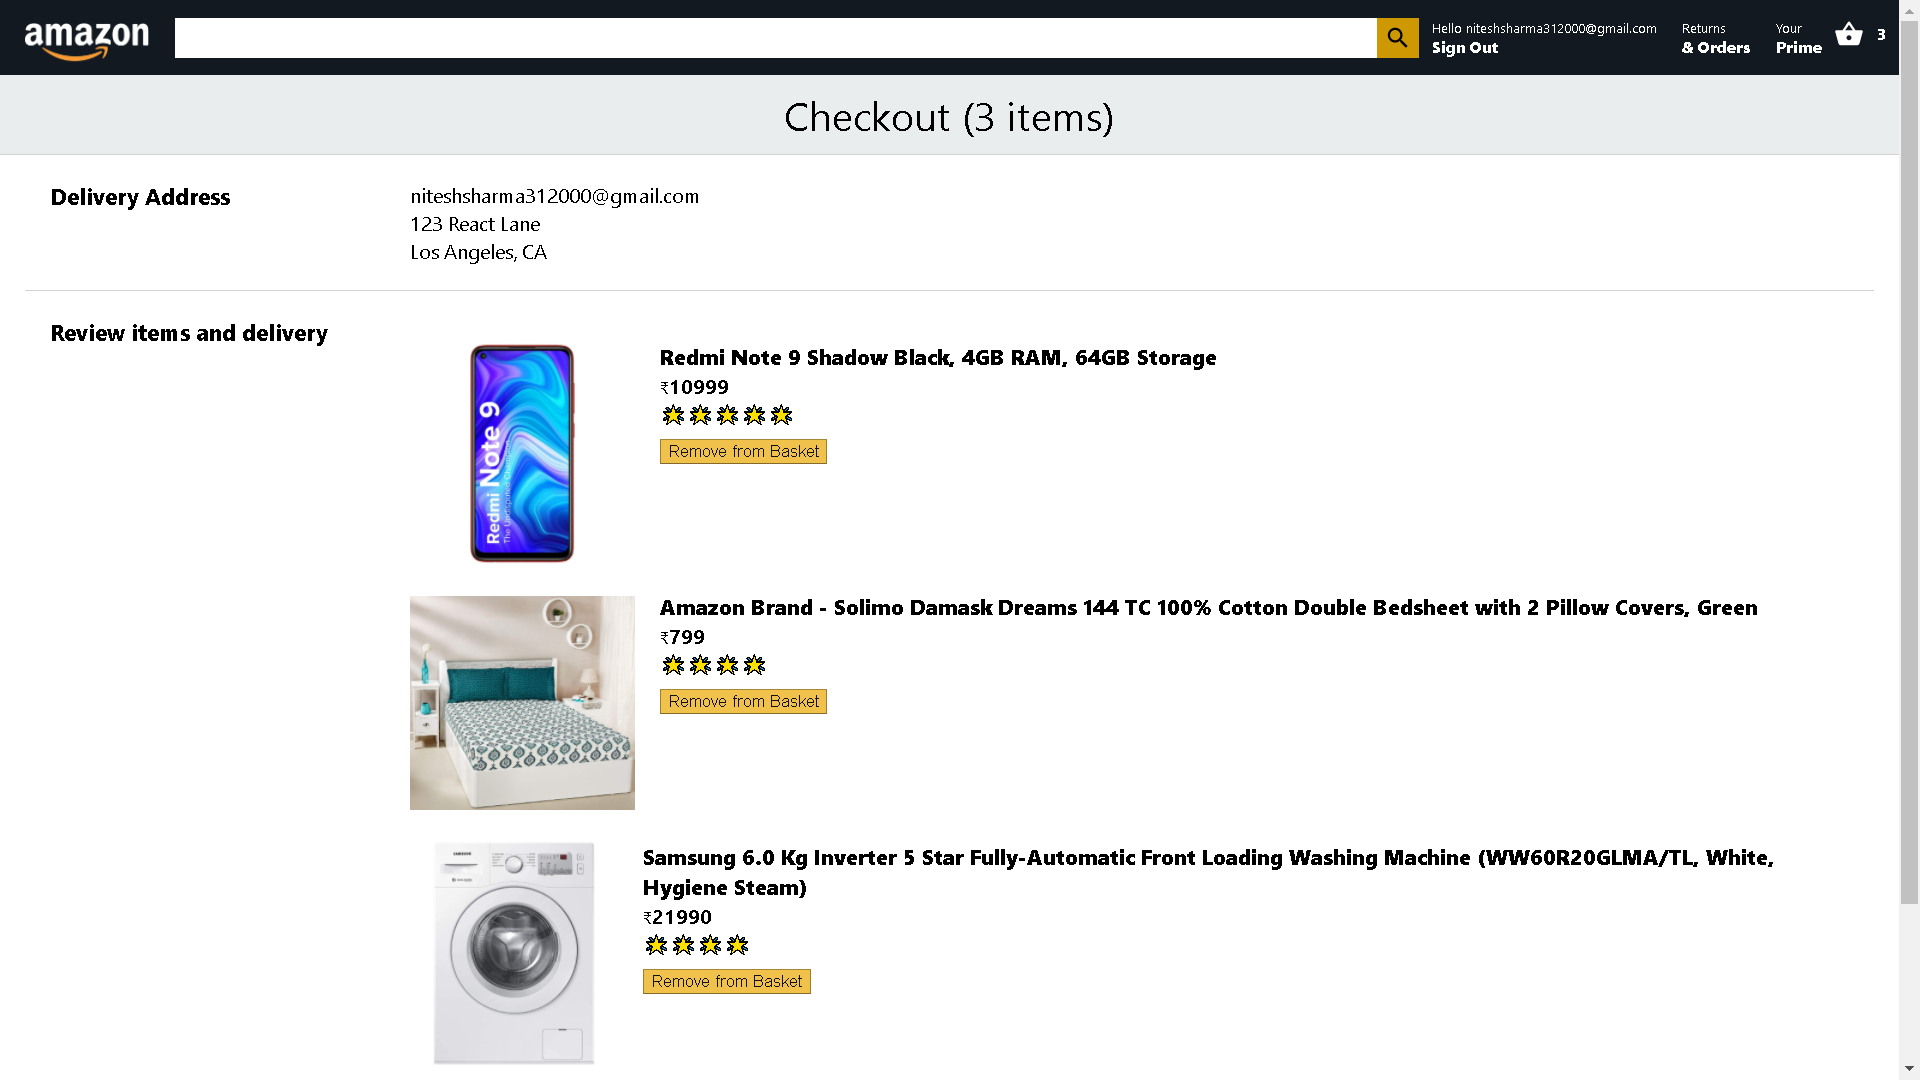 amazon
Hello niteshsharma312000@gmail.com
Sign Out
Returns
& Orders
Your
Prime
3
Checkout (3 items)
Delivery Address
niteshsharma312000@gmail.com
123 React Lane
Los Angeles, CA
Review items and delivery
Redmi Note 9
Redmi Note 9 Shadow Black, 4GB RAM, 64GB Storage
₹10999
Remove from Basket
Amazon Brand - Solimo Damask Dreams 144 TC 100% Cotton Double Bedsheet with 2 Pillow Covers, Green
₹799
Remove from Basket
SAMSUNG
Samsung 6.0 Kg Inverter 5 Star Fully-Automatic Front Loading Washing Machine (WW60R20GLMA/TL, White,
Hygiene Steam)
₹21990
Remove from Basket